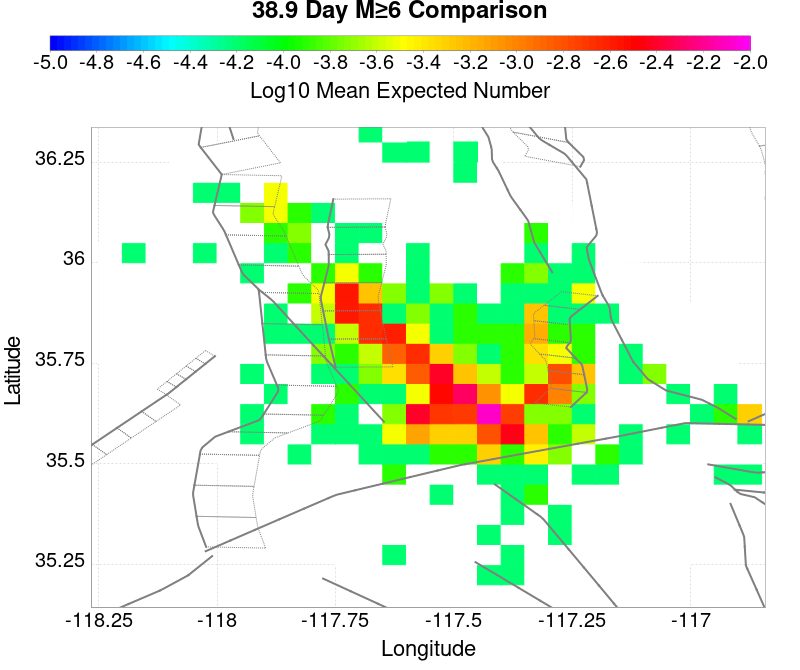 38.9 Day M≥6 Comparison
-5.0 -4.8 -4.6 -4.4 -4.2 -4.0 -3.8 -3.6 -3.4 -3.2 -3.0 -2.8 -2.6 -2.4 -2.2 -2.0
Log10 Mean Expected Number
36.25
36
35.75
35.5
35.25
Latitude
-118.25 -118 -117.75 -117.5 -117.25 -117
Longitude